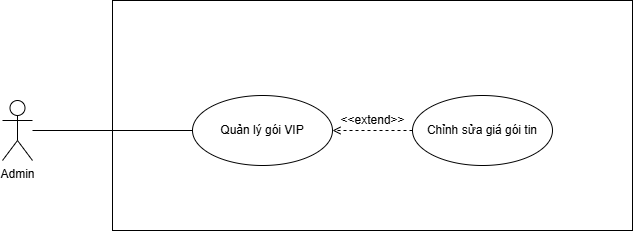 <<extend>>
Quản lý gói VIP
Chỉnh sửa giá gói tin
Admin